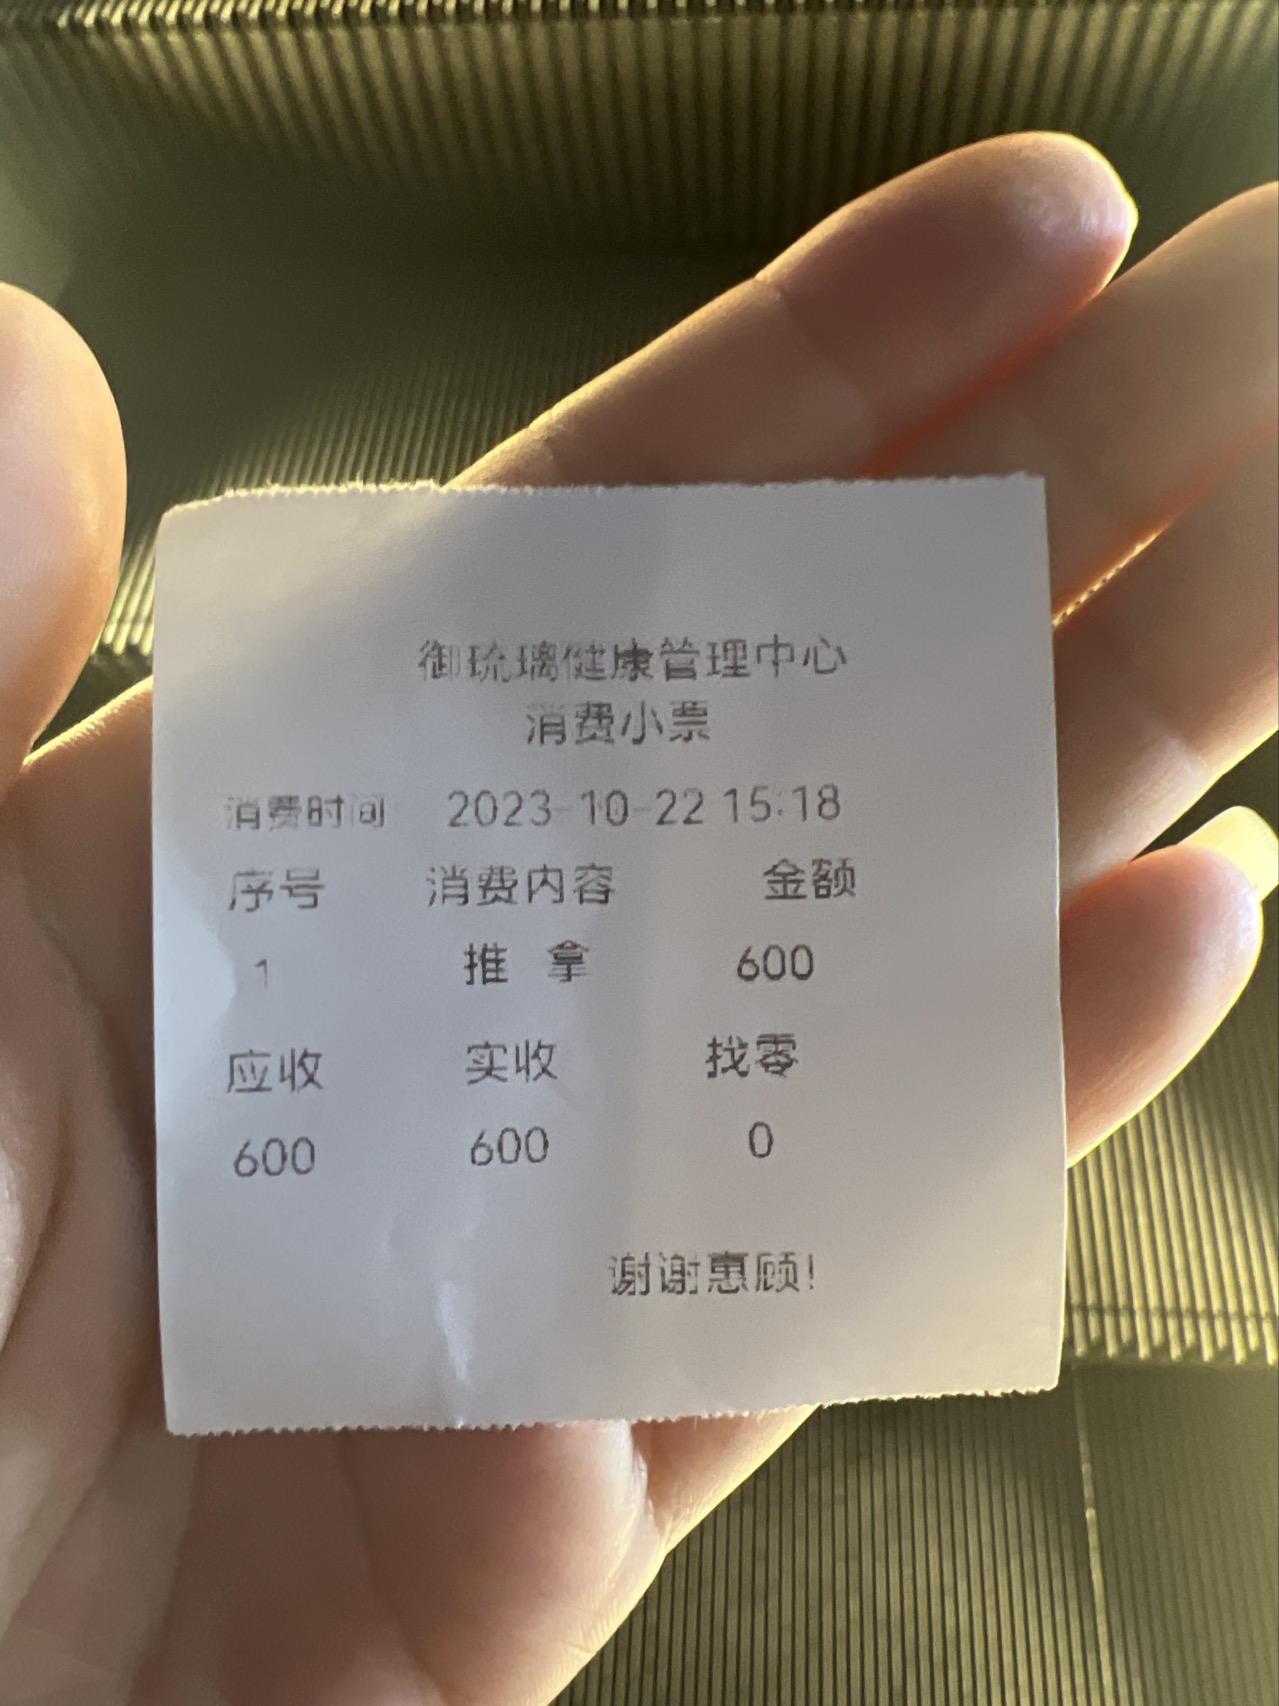 御琉璃健康管理中心
消费小票
消费时间 2023-10-22 15:18
序号 消费内容 金额
1 推 拿 600
应收 实收 找零
600 600 0
谢谢惠顾!